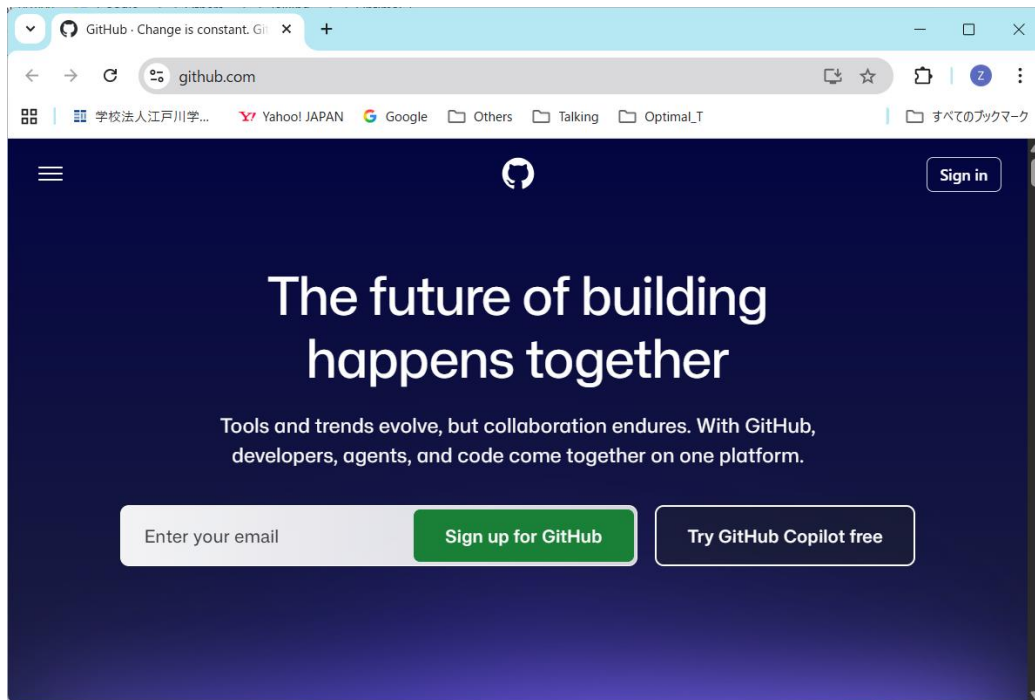 GitHub · Change is constant. Gi
github.com
学校法人江戸川学... Yahoo! JAPAN Google Others Talking Optimal_T すべてのブックマーク
Z
Sign in
The future of building
happens together
Tools and trends evolve, but collaboration endures. With GitHub,
developers, agents, and code come together on one platform.
Enter your email Sign up for GitHub Try GitHub Copilot free